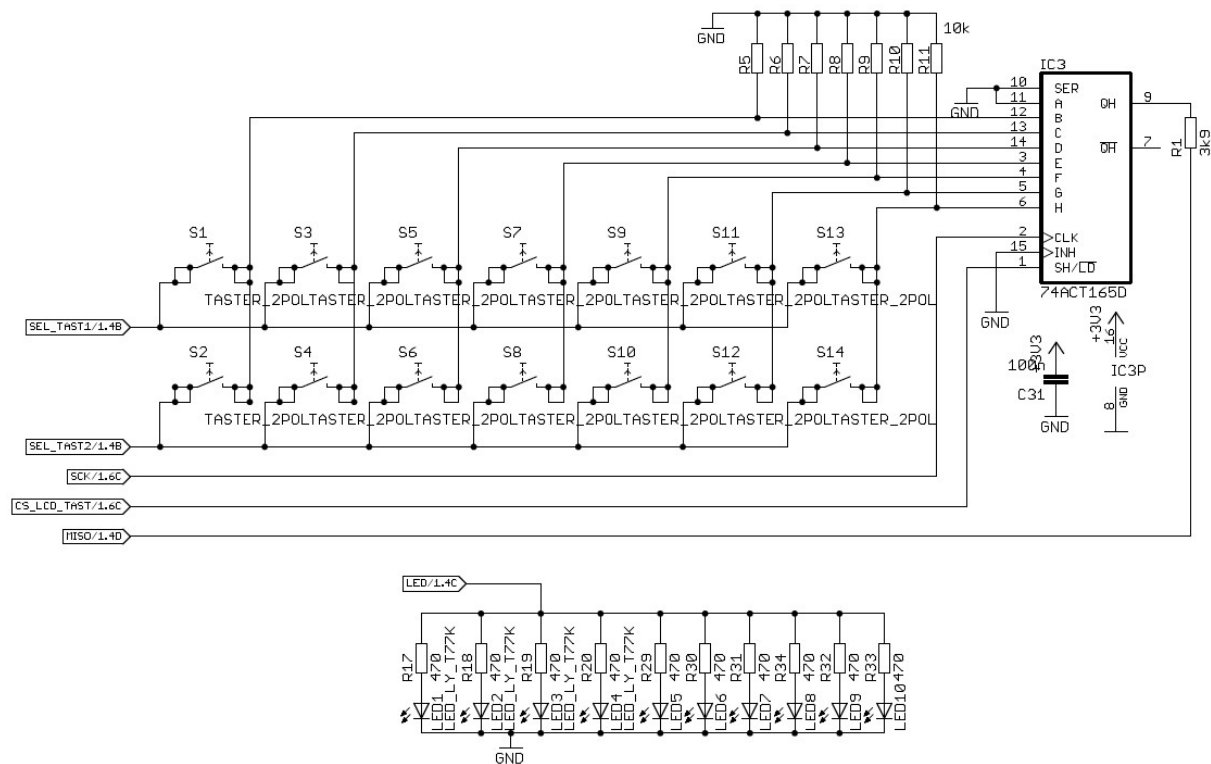 GND
10k
R5
R6
R7
R8
R9
R10
R11
IC3
10 SER
11 A
12 B
13 C
14 D
3 E
4 F
5 G
6 H
2 CLK
15 INH
1 SH/LD
QH 9
QH 7
GND
R1
3k9
74ACT165D
GND
S1 S3 S5 S7 S9 S11 S13
TASTER_2POLTASTER_2POLTASTER_2POLTASTER_2POLTASTER_2POLTASTER_2POL
SEL_TAST1/1.4B
S2 S4 S6 S8 S10 S12 S14
TASTER_2POLTASTER_2POLTASTER_2POLTASTER_2POLTASTER_2POLTASTER_2POL
SEL_TAST2/1.4B
+3V3
100n
C31
GND
+3V3
16
VCC
IC3P
8
GND
SCK/1.6C
CS_LCD_TAST/1.6C
MISO/1.4D
LED/1.4C
R17 470
R18 470
R19 470
R20 470
R29 470
R30 470
R31 470
R34 470
R32 470
R33 470
LED1
LED_LY_T77K
LED2
LED_LY_T77K
LED3
LED_LY_T77K
LED4
LED_LY_T77K
LED5
LED6
LED7
LED8
LED9
LED10
GND